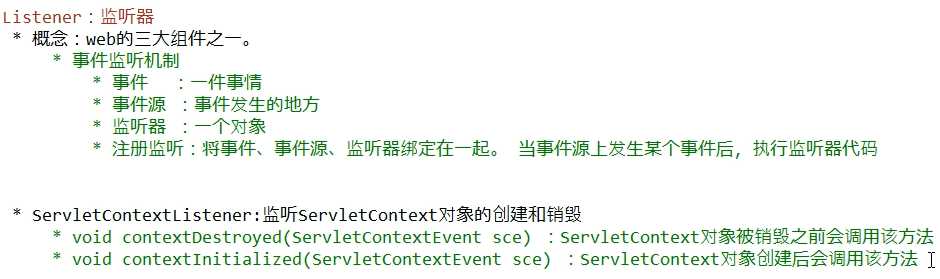 Listener：监听器
* 概念：web的三大组件之一。
* 事件监听机制
* 事件 ：一件事情
* 事件源 ：事件发生的地方
* 监听器 ：一个对象
* 注册监听：将事件、事件源、监听器绑定在一起。 当事件源上发生某个事件后，执行监听器代码
* ServletContextListener:监听ServletContext对象的创建和销毁
* void contextDestroyed(ServletContextEvent sce) ：ServletContext对象被销毁之前会调用该方法
* void contextInitialized(ServletContextEvent sce) ：ServletContext对象创建后会调用该方法